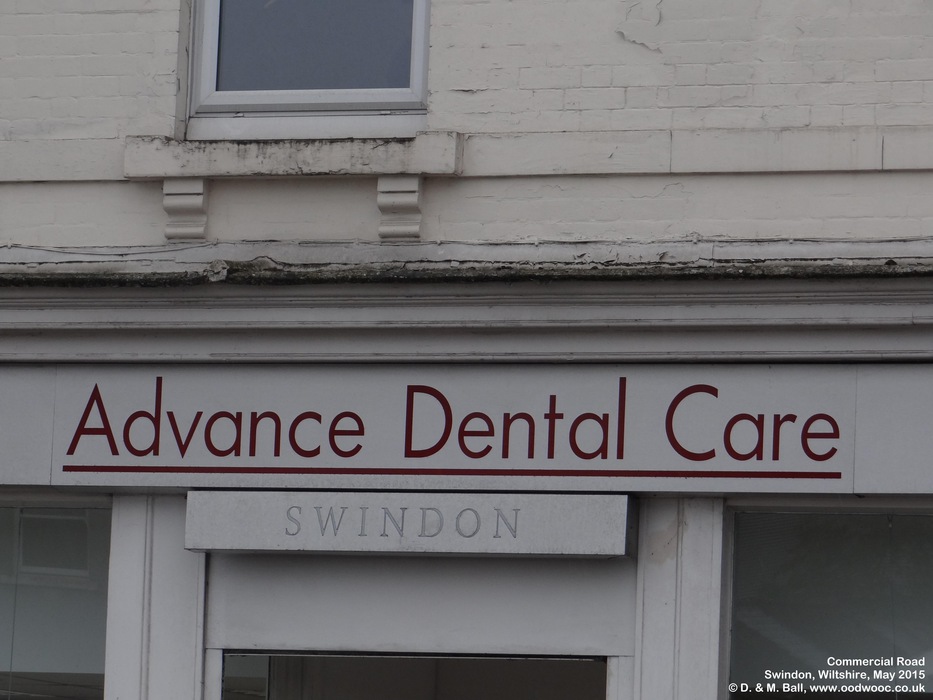 Advance Dental Care
SWINDON
Commercial Road
Swindon, Wiltshire, May 2015
© D. & M. Ball, www.oodwooc.co.uk